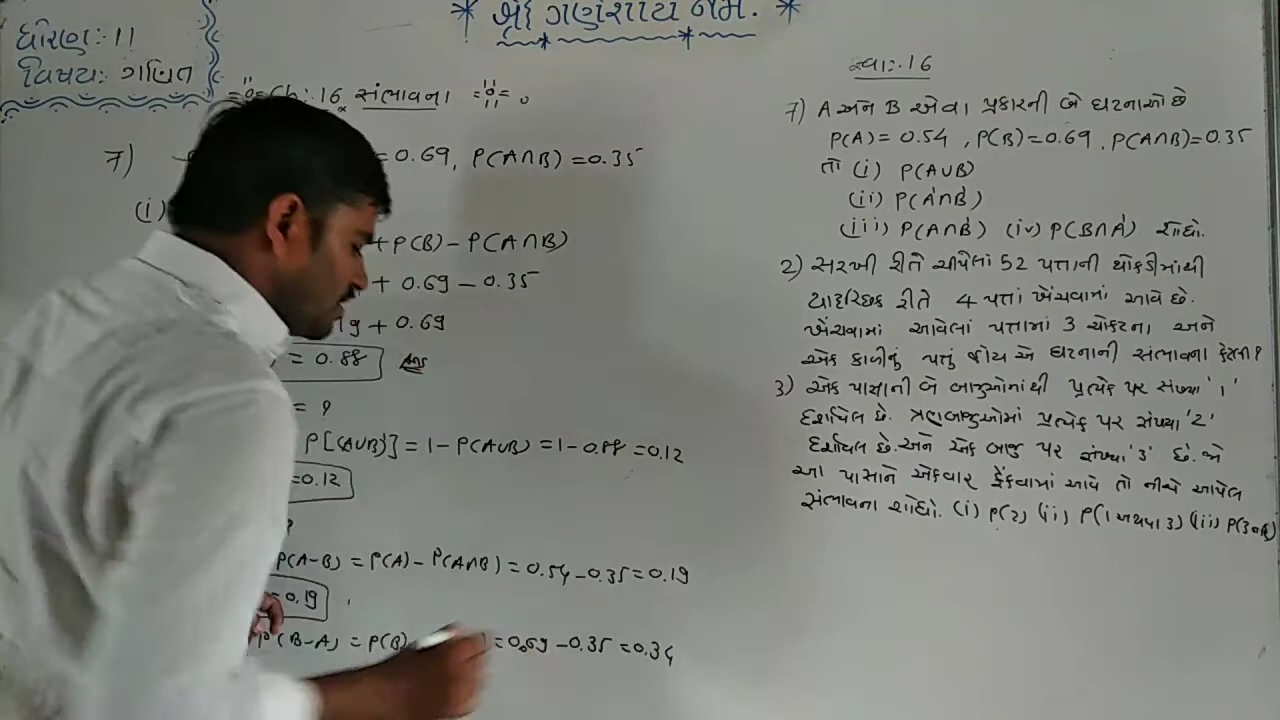 શ્રી ગણેશાય નમઃ
ધોરણઃ 11
વિષયઃ ગણિત
16 સંભાવના
7) = 0.69, P(A∩B) = 0.35
(i)
+ P(B) - P(A∩B)
+ 0.69 - 0.35
+ 0.69
= 0.88 Ans
= ?
P[(A∪B)'] = 1 - P(A∪B) = 1 - 0.88 = 0.12
= 0.12
?
P(A-B) = P(A) - P(A∩B) = 0.54 - 0.35 = 0.19
= 0.19
P(B-A) = P(B) = 0.69 - 0.35 = 0.34
સ્વાઃ 16
7) A અને B એવા પ્રકારની બે ઘટનાઓ છે
P(A) = 0.54, P(B) = 0.69, P(A∩B) = 0.35
તો (i) P(A∪B)
(ii) P(A'∩B')
(iii) P(A∩B') (iv) P(B∩A') શોધો.
2) સરખી રીતે ચીપેલાં 52 પત્તાની થોકડીમાંથી
યાદચ્છિક રીતે 4 પત્તાં ખેંચવામાં આવે છે.
ખેંચવામાં આવેલાં પત્તામાં 3 ચોકટના અને
એક કાળીનું પત્તું હોય એ ઘટનાની સંભાવના કેટલી?
3) એક પાસાની બે બાજુઓમાંથી પ્રત્યેક પર સંખ્યા '1'
દર્શાવેલ છે. ત્રણ બાજુઓમાં પ્રત્યેક પર સંખ્યા '2'
દર્શાવેલ છે. અને એક બાજુ પર સંખ્યા '3' છે. જો
આ પાસાને એકવાર ફેંકવામાં આવે તો નીચે આપેલ
સંભાવના શોધો. (i) P(2) (ii) P(1 અથવા 3) (iii)